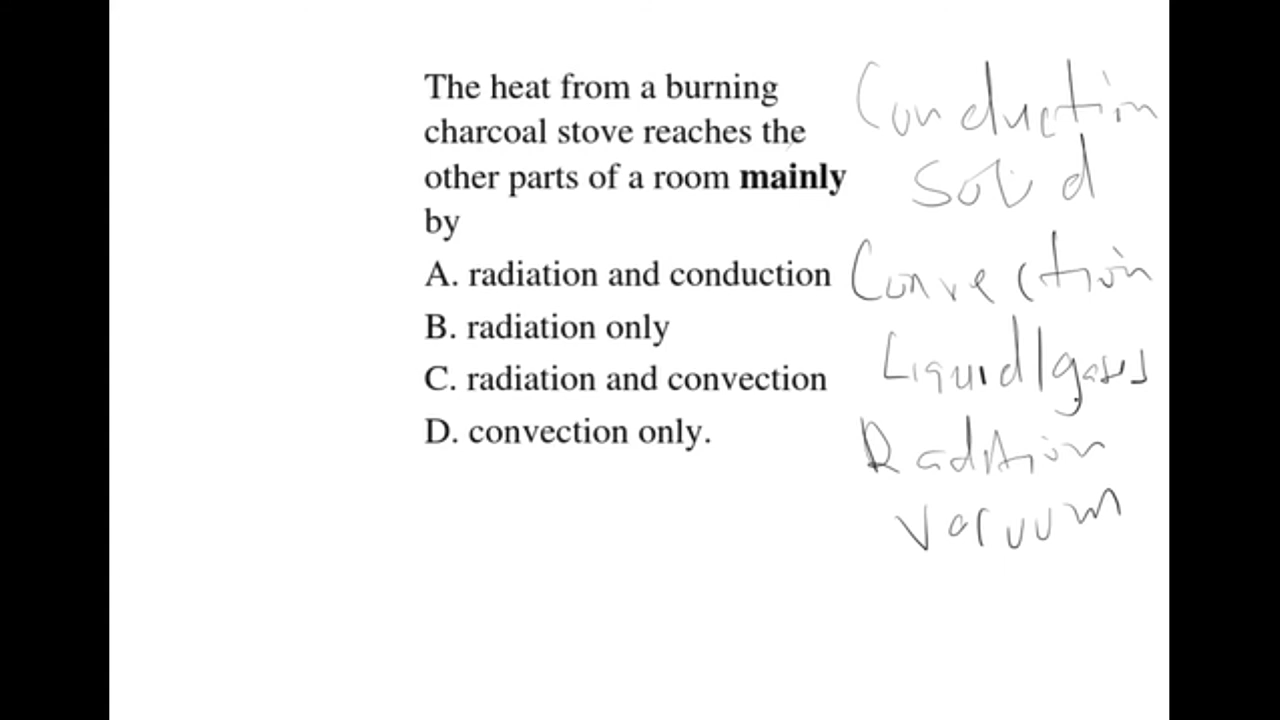 The heat from a burning
charcoal stove reaches the
other parts of a room mainly
by
A. radiation and conduction
B. radiation only
C. radiation and convection
D. convection only.
Conduction
Solid
Convection
Liquid/gases
Radiation
Vacuum